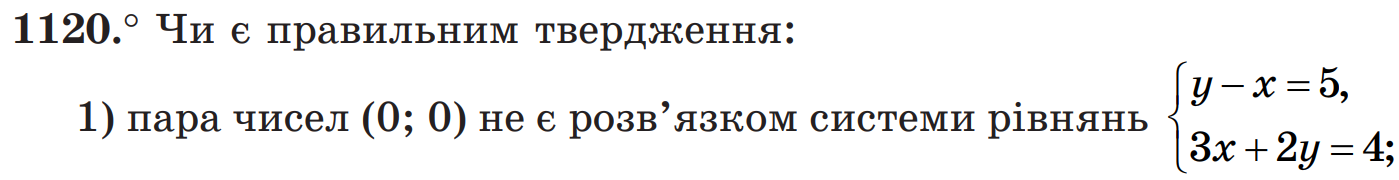 1120.° Чи є правильним твердження:
1) пара чисел (0; 0) не є розв’язком системи рівнянь { y – x = 5,
3x + 2y = 4;